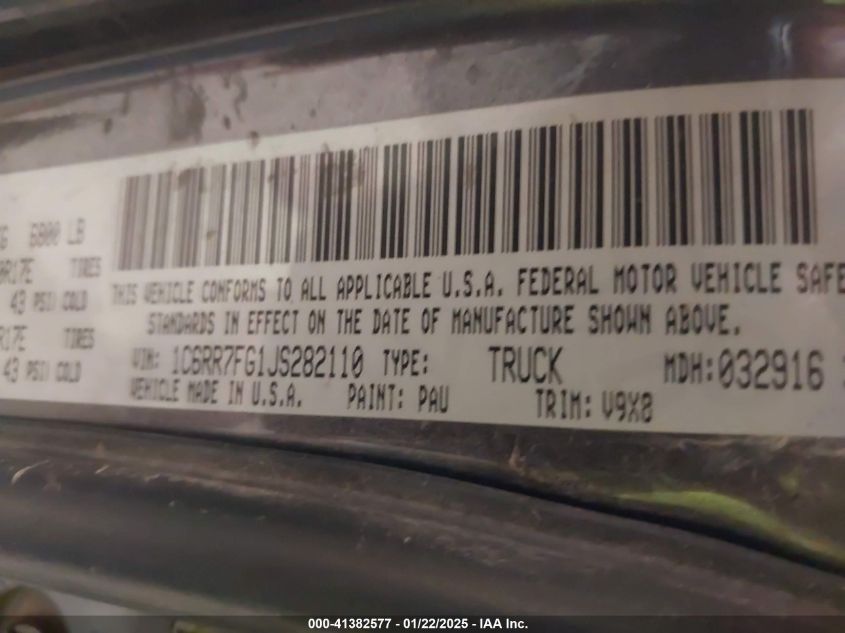 6800 LB
R17E TIRES
43 PSI/COLD
R17E TIRES
43 PSI/COLD
THIS VEHICLE CONFORMS TO ALL APPLICABLE U.S.A. FEDERAL MOTOR VEHICLE SAFE
STANDARDS IN EFFECT ON THE DATE OF MANUFACTURE SHOWN ABOVE.
VIN: 1C6RR7FG1JS282110 TYPE: TRUCK MDH:032916
VEHICLE MADE IN U.S.A. PAINT: PAU TRIM: V9X8
000-41382577 - 01/22/2025 - IAA Inc.